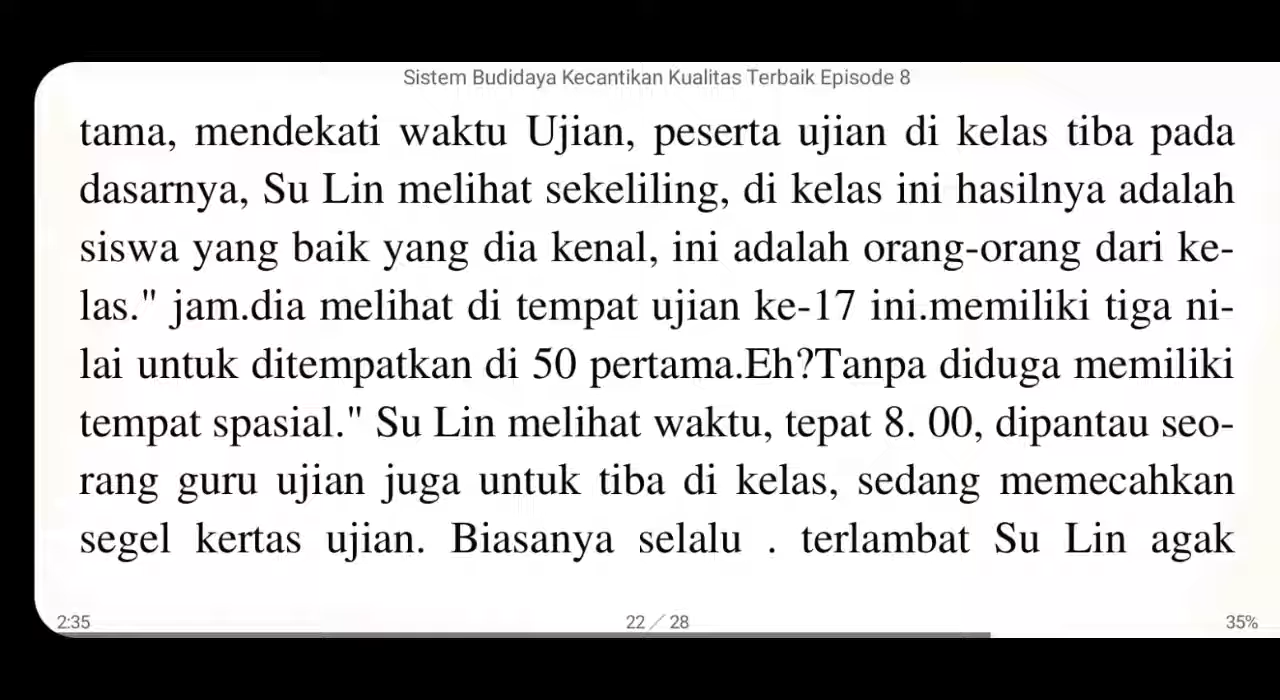 Sistem Budidaya Kecantikan Kualitas Terbaik Episode 8
tama, mendekati waktu Ujian, peserta ujian di kelas tiba pada
dasarnya, Su Lin melihat sekeliling, di kelas ini hasilnya adalah
siswa yang baik yang dia kenal, ini adalah orang-orang dari ke-
las." jam.dia melihat di tempat ujian ke-17 ini.memiliki tiga ni-
lai untuk ditempatkan di 50 pertama.Eh?Tanpa diduga memiliki
tempat spasial." Su Lin melihat waktu, tepat 8. 00, dipantau seo-
rang guru ujian juga untuk tiba di kelas, sedang memecahkan
segel kertas ujian. Biasanya selalu . terlambat Su Lin agak
2:35 22 / 28 35%